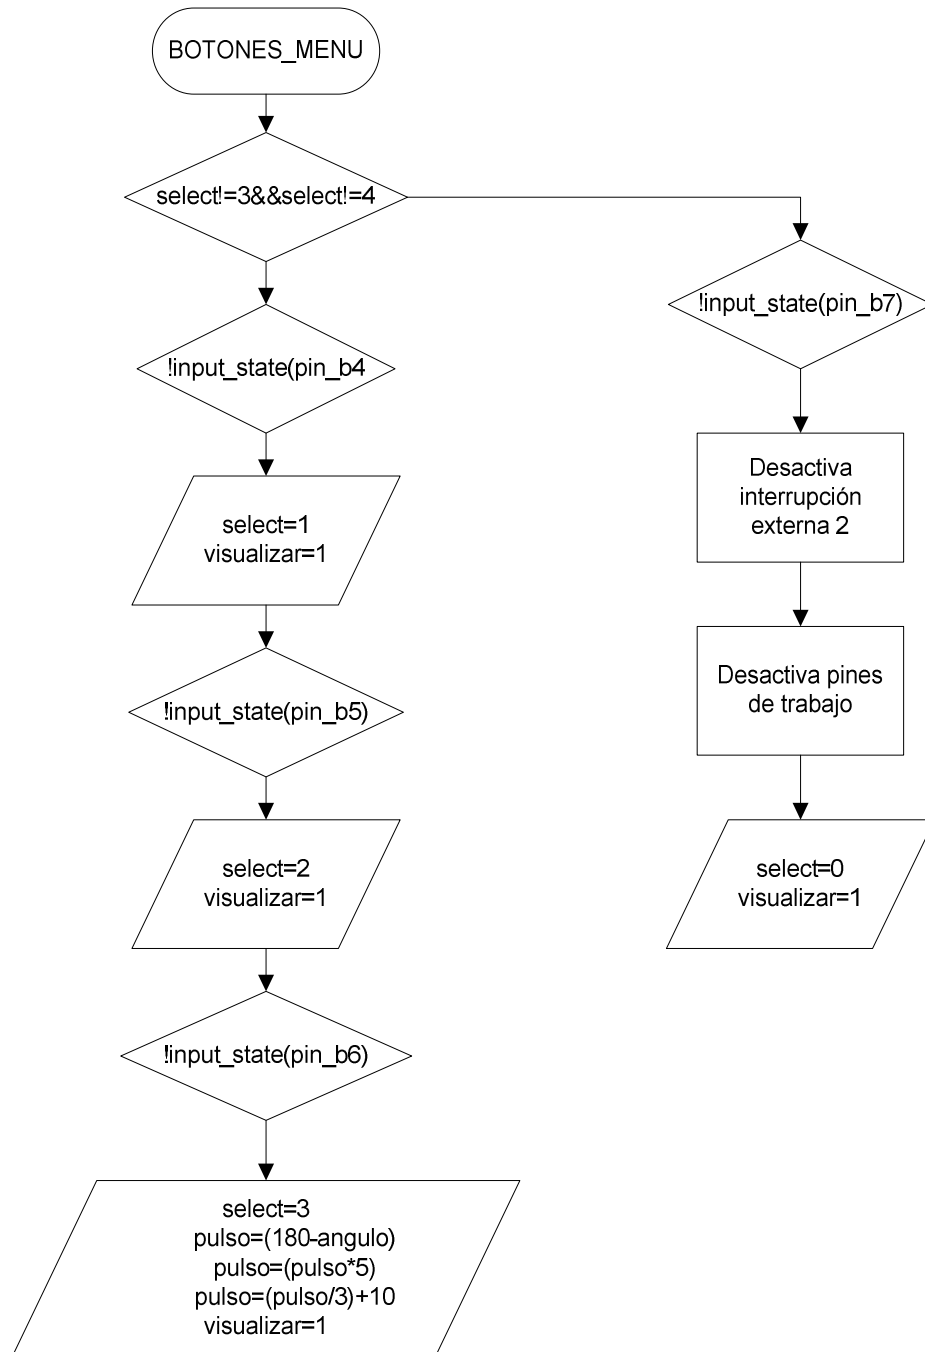 BOTONES_MENU
select!=3&&select!=4
!input_state(pin_b4
select=1
visualizar=1
!input_state(pin_b5)
select=2
visualizar=1
!input_state(pin_b6)
select=3
pulso=(180-angulo)
pulso=(pulso*5)
pulso=(pulso/3)+10
visualizar=1
!input_state(pin_b7)
Desactiva
interrupción
externa 2
Desactiva pines
de trabajo
select=0
visualizar=1